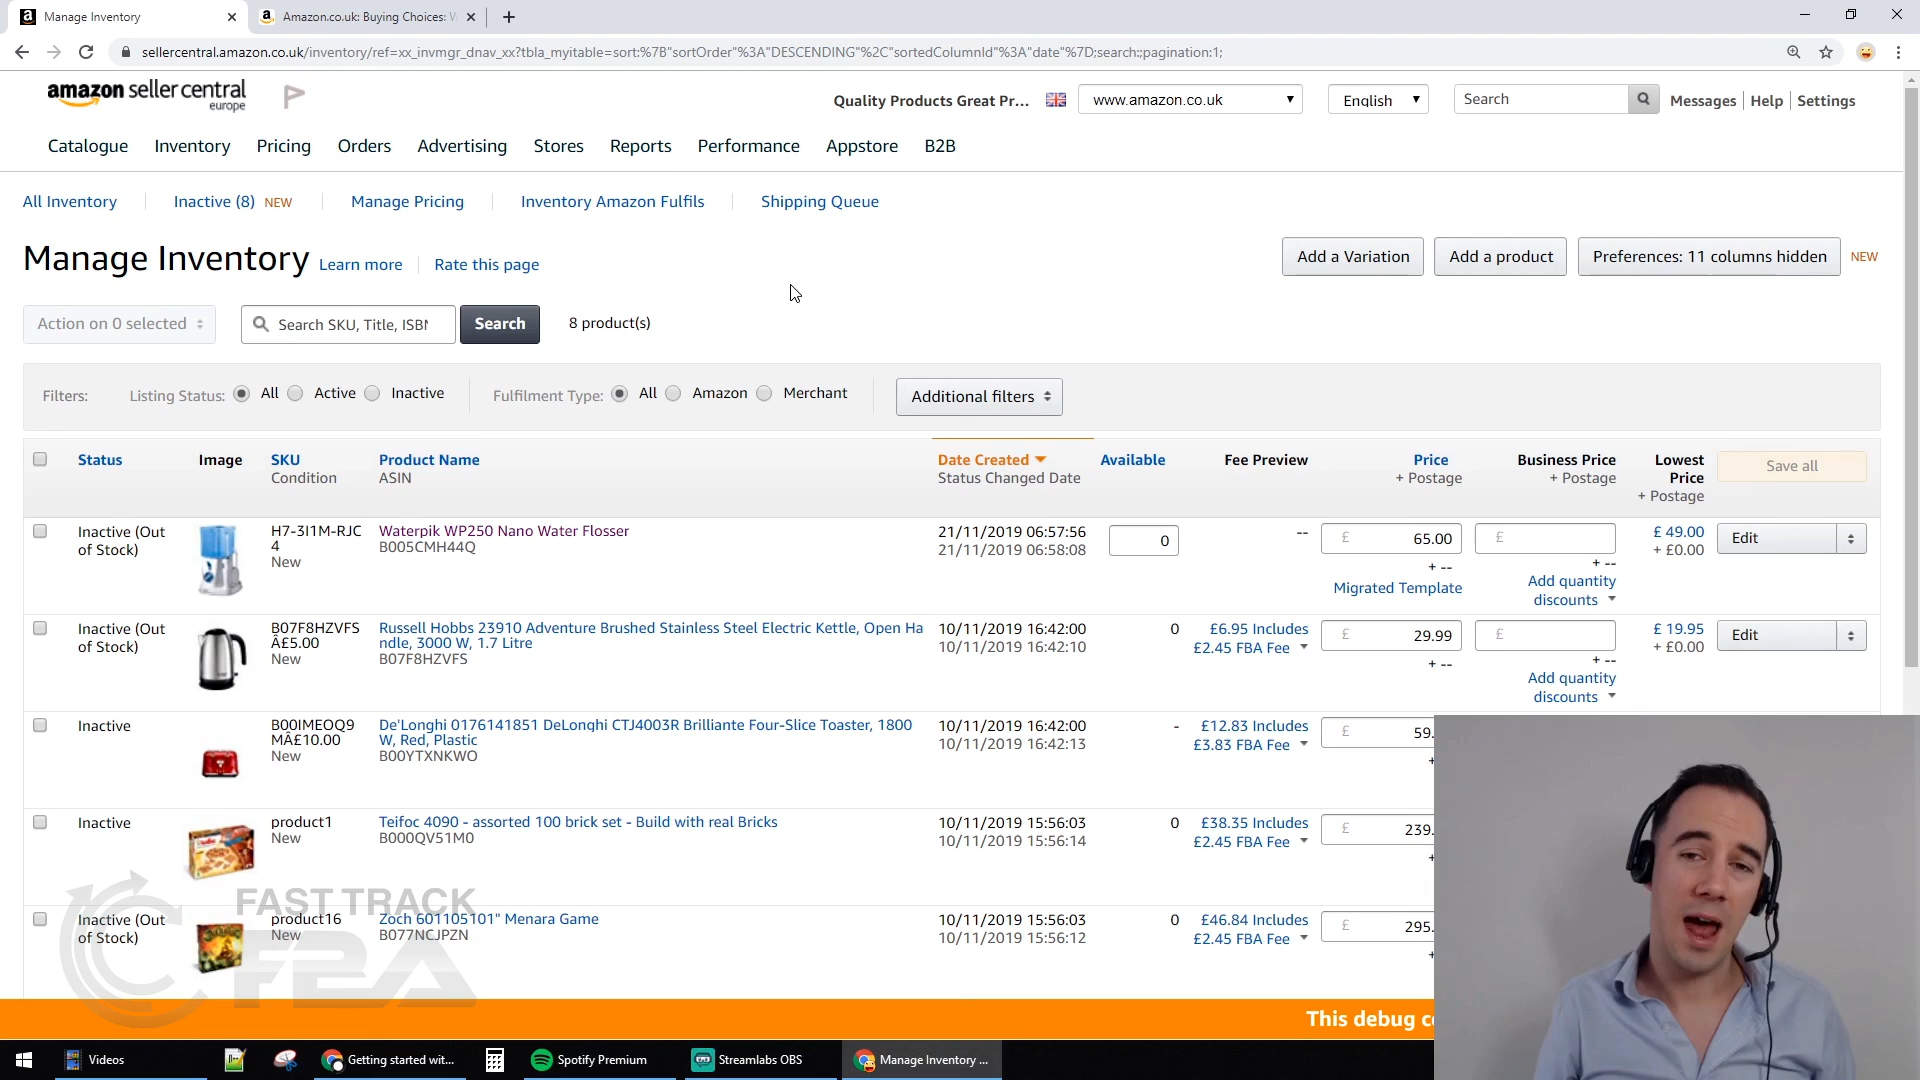 Manage Inventory
Amazon.co.uk: Buying Choices:
sellercentral.amazon.co.uk/inventory/ref=xx_invmgr_dnav_xx?tbla_myitable=sort:%7B"sortOrder"%3A"DESCENDING"%2C"sortedColumnId"%3A"date"%7D;search:;pagination:1;
amazon seller central
europe
Quality Products Great Pr...
www.amazon.co.uk
English
Search
Messages
Help
Settings
Catalogue
Inventory
Pricing
Orders
Advertising
Stores
Reports
Performance
Appstore
B2B
All Inventory
Inactive (8) NEW
Manage Pricing
Inventory Amazon Fulfils
Shipping Queue
Manage Inventory
Learn more
Rate this page
Add a Variation
Add a product
Preferences: 11 columns hidden
NEW
Action on 0 selected
Search SKU, Title, ISBN
Search
8 product(s)
Filters:
Listing Status:
All
Active
Inactive
Fulfilment Type:
All
Amazon
Merchant
Additional filters
Status
Image
SKU
Condition
Product Name
ASIN
Date Created
Status Changed Date
Available
Fee Preview
Price
+ Postage
Business Price
+ Postage
Lowest
Price
+ Postage
Save all
Inactive (Out
of Stock)
H7-3I1M-RJC
4
New
Waterpik WP250 Nano Water Flosser
B005CMH44Q
21/11/2019 06:57:56
21/11/2019 06:58:08
0
--
£ 65.00
+ --
Migrated Template
£
+ --
Add quantity
discounts
£ 49.00
+ £0.00
Edit
Inactive (Out
of Stock)
B07F8HZVFS
Â£5.00
New
Russell Hobbs 23910 Adventure Brushed Stainless Steel Electric Kettle, Open Ha
ndle, 3000 W, 1.7 Litre
B07F8HZVFS
10/11/2019 16:42:00
10/11/2019 16:42:10
0
£6.95 Includes
£2.45 FBA Fee
£ 29.99
+ --
£
+ --
Add quantity
discounts
£ 19.95
+ £0.00
Edit
Inactive
B00IMEOQ9
MÂ£10.00
New
De'Longhi 0176141851 DeLonghi CTJ4003R Brilliante Four-Slice Toaster, 1800
W, Red, Plastic
B00YTXNKWO
10/11/2019 16:42:00
10/11/2019 16:42:13
-
£12.83 Includes
£3.83 FBA Fee
£ 59.
+
Inactive
product1
New
Teifoc 4090 - assorted 100 brick set - Build with real Bricks
B000QV51M0
10/11/2019 15:56:03
10/11/2019 15:56:14
0
£38.35 Includes
£2.45 FBA Fee
£ 239.
+
Inactive (Out
of Stock)
product16
New
Zoch 601105101" Menara Game
B077NCJPZN
10/11/2019 15:56:03
10/11/2019 15:56:12
0
£46.84 Includes
£2.45 FBA Fee
£ 295.
+
FAST TRACK
FBA
This debug c
Videos
Getting started wit...
Spotify Premium
Streamlabs OBS
Manage Inventory ...